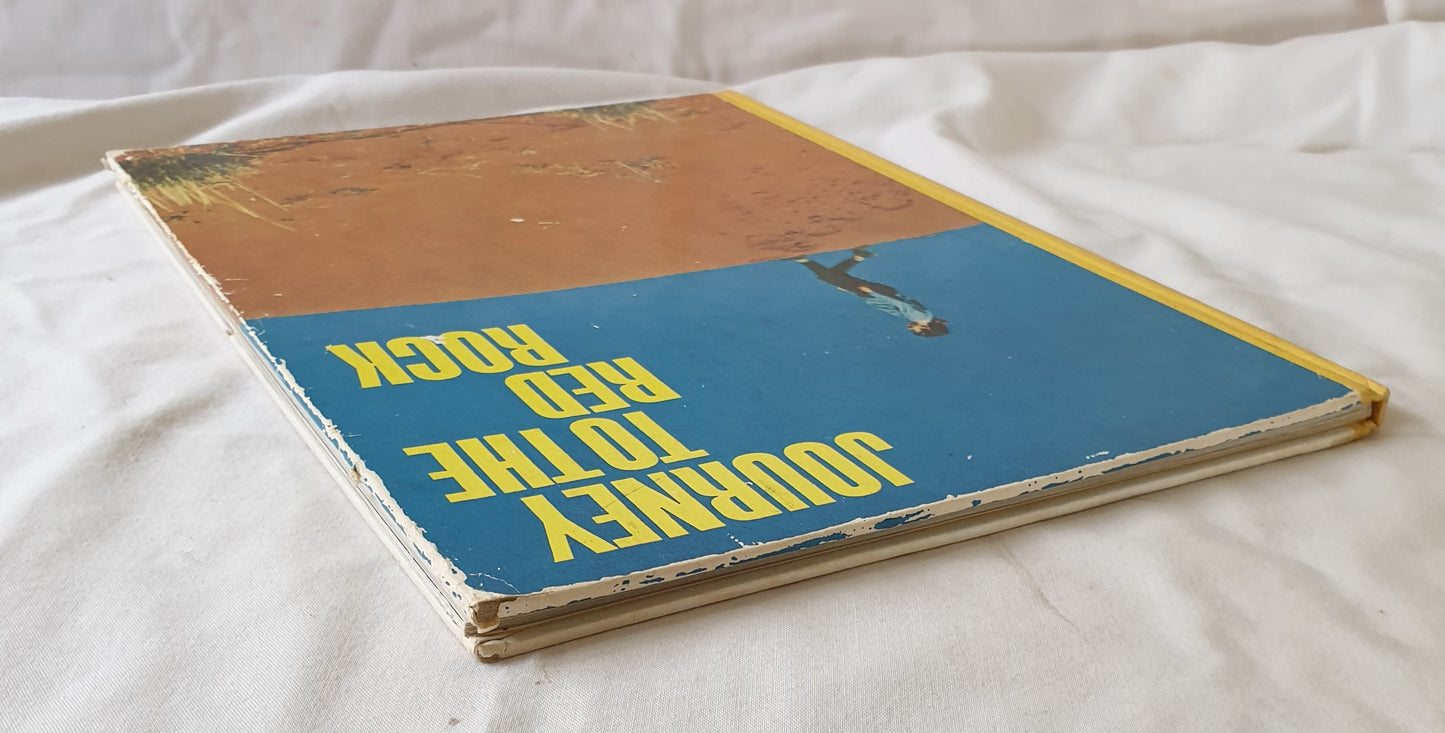 JOURNEY
TO THE
RED
ROCK